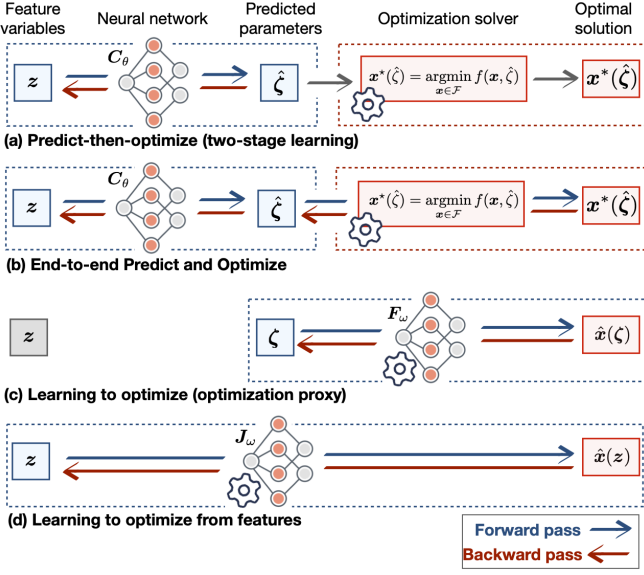 Feature variables
Neural network
Predicted parameters
Optimization solver
Optimal solution
z
C_θ
ζ̂
x*(ζ̂) = argmin f(x, ζ̂)
x∈F
x*(ζ̂)
(a) Predict-then-optimize (two-stage learning)
z
C_θ
ζ̂
x*(ζ̂) = argmin f(x, ζ̂)
x∈F
x*(ζ̂)
(b) End-to-end Predict and Optimize
z
ζ
F_ω
x̂(ζ)
(c) Learning to optimize (optimization proxy)
z
J_ω
x̂(z)
(d) Learning to optimize from features
Forward pass
Backward pass